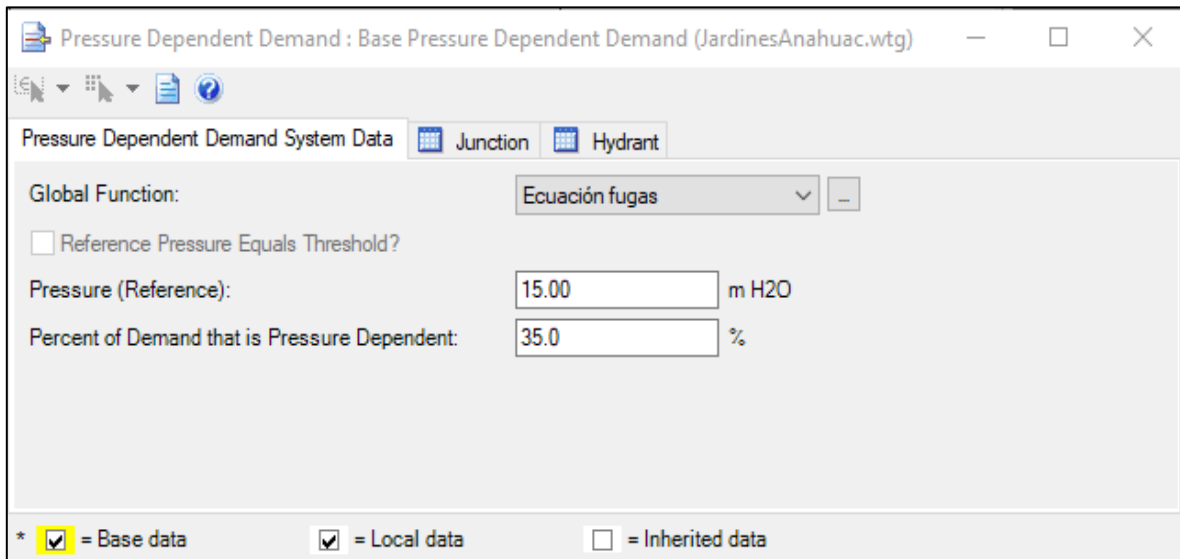 Pressure Dependent Demand : Base Pressure Dependent Demand (JardinesAnahuac.wtg)
Pressure Dependent Demand System Data Junction Hydrant
Global Function: Ecuación fugas ...
Reference Pressure Equals Threshold?
Pressure (Reference): 15.00 m H2O
Percent of Demand that is Pressure Dependent: 35.0 %
* = Base data = Local data = Inherited data